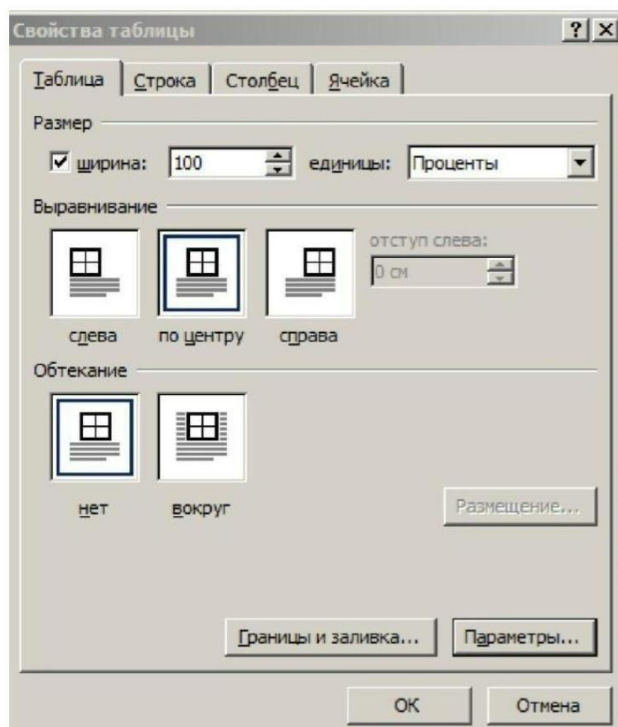 Свойства таблицы
Таблица Строка Столбец Ячейка
Размер
ширина: 100 единицы: Проценты
Выравнивание
отступ слева:
0 см
слева по центру справа
Обтекание
нет вокруг
Размещение...
Границы и заливка... Параметры...
ОК Отмена